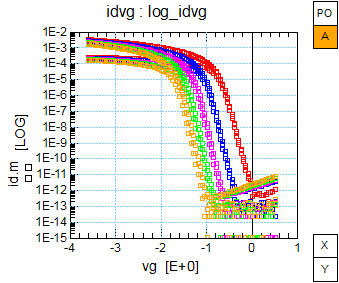 idvg : log_idvg
PO
A
1E-2
1E-3
1E-4
1E-5
1E-6
1E-7
1E-8
1E-9
1E-10
1E-11
1E-12
1E-13
1E-14
1E-15
id.m [LOG]
-4 -3 -2 -1 0 1
vg [E+0]
X
Y